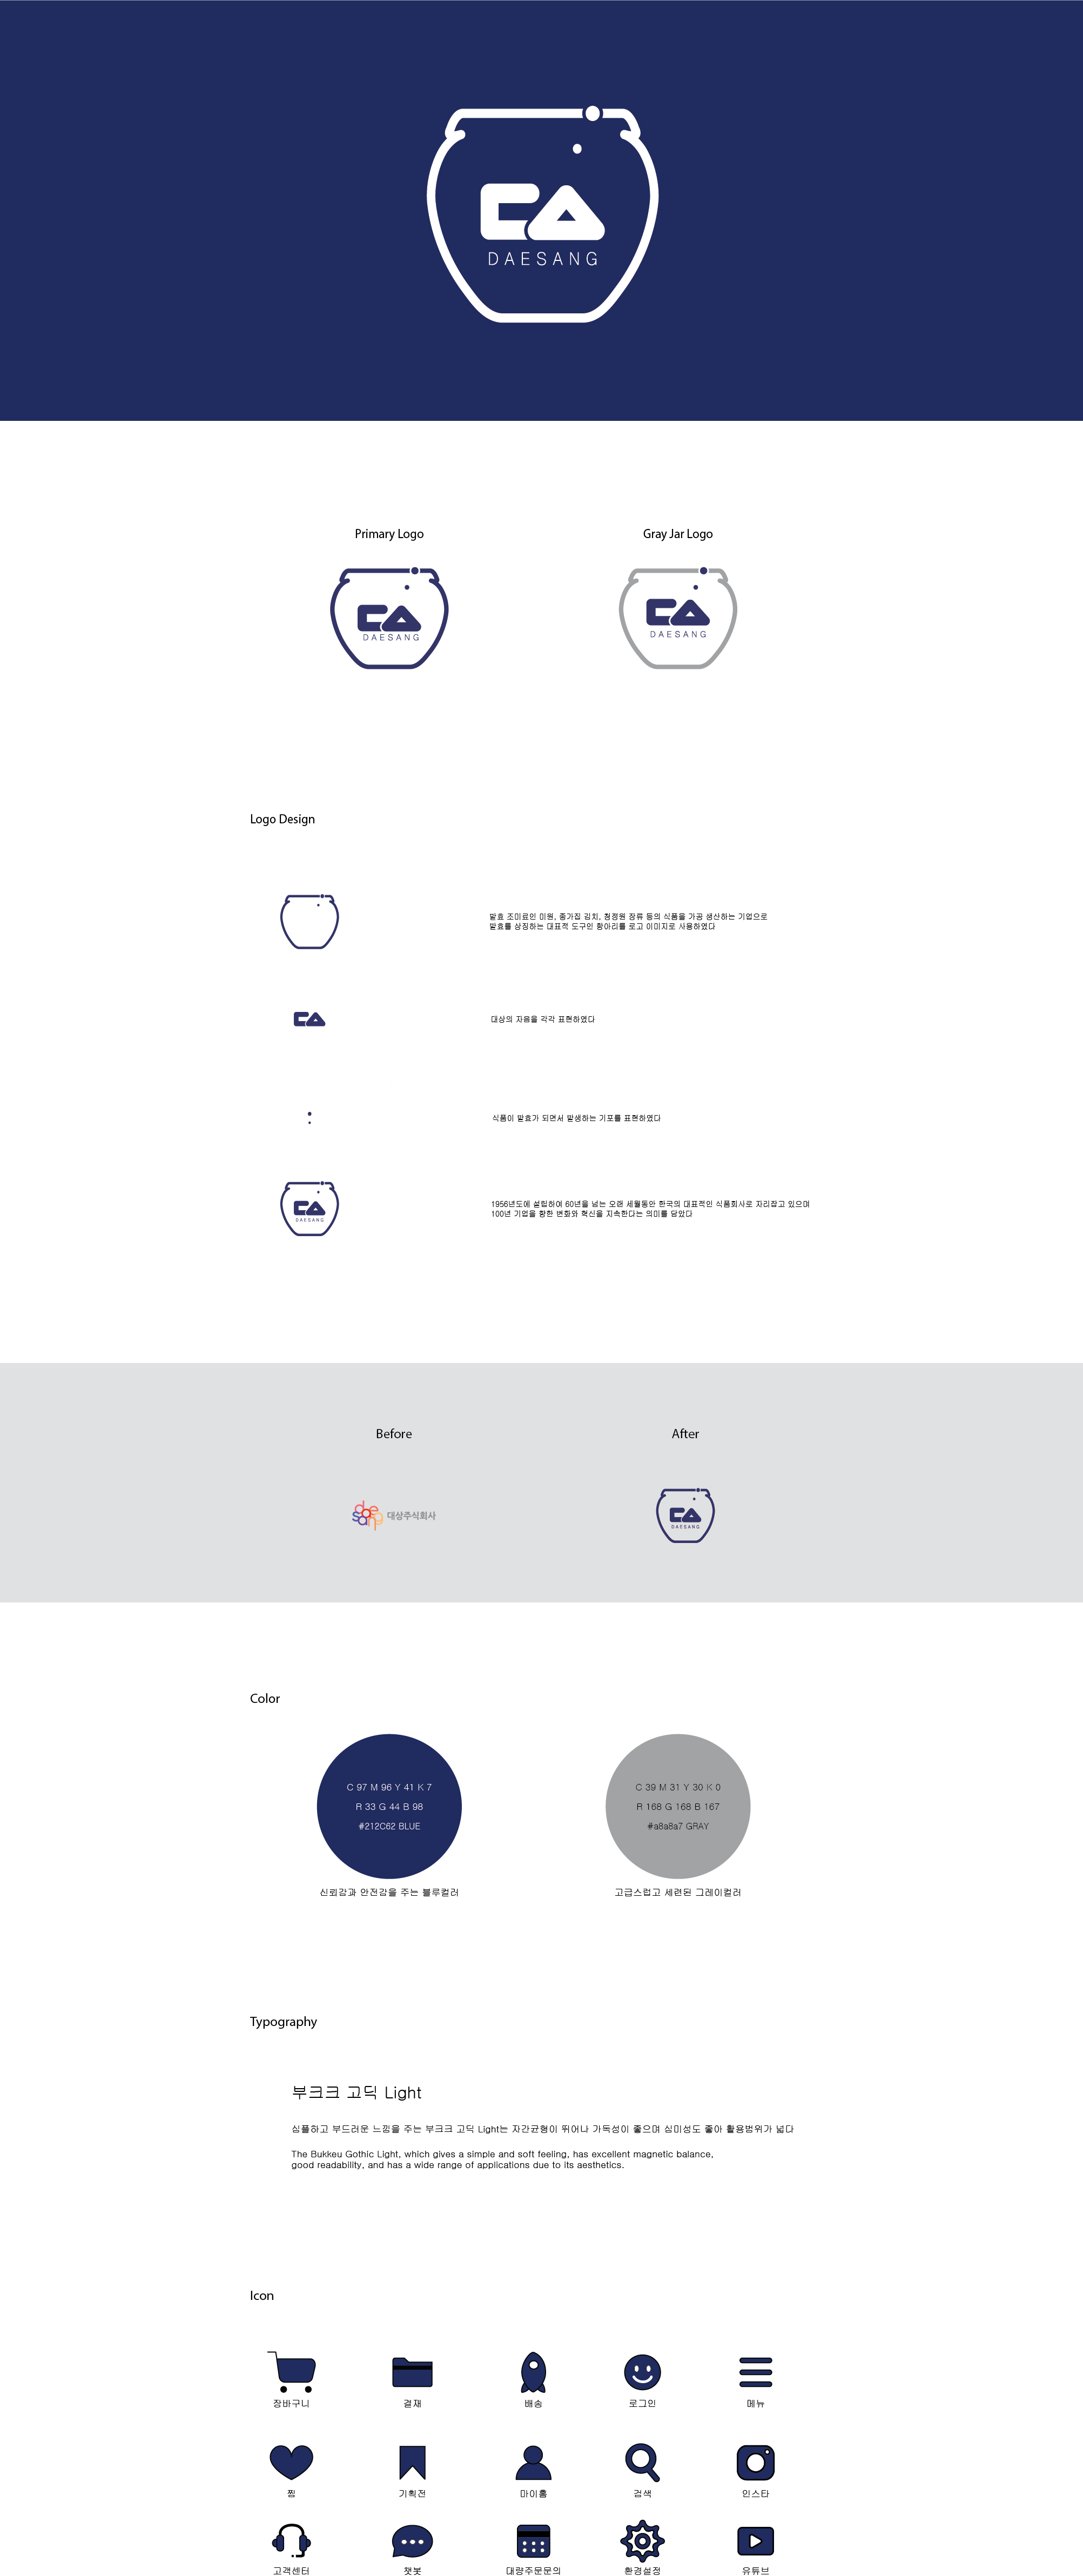 DAESANG
Primary Logo
Gray Jar Logo
DAESANG
DAESANG
Logo Design
발효 조미료인 미원, 종가집 김치, 청정원 장류 등의 식품을 가공 생산하는 기업으로
발효를 상징하는 대표적 도구인 항아리를 로고 이미지로 사용하였다
대상의 자음을 각각 표현하였다
식품이 발효가 되면서 발생하는 기포를 표현하였다
DAESANG
1956년도에 설립하여 60년을 넘는 오랜 세월동안 한국의 대표적인 식품회사로 자리잡고 있으며
100년 기업을 향한 변화와 혁신을 지속한다는 의미를 담았다
Before
After
대상주식회사
DAESANG
Color
C 97 M 96 Y 41 K 7
R 33 G 44 B 98
#212C62 BLUE
C 39 M 31 Y 30 K 0
R 168 G 168 B 167
#a8a8a7 GRAY
신뢰감과 안전감을 주는 블루컬러
고급스럽고 세련된 그레이컬러
Typography
부크크 고딕 Light
심플하고 부드러운 느낌을 주는 부크크 고딕 Light는 자간균형이 뛰어나 가독성이 좋으며 심미성도 좋아 활용범위가 넓다
The Bukkeu Gothic Light, which gives a simple and soft feeling, has excellent magnetic balance,
good readability, and has a wide range of applications due to its aesthetics.
Icon
장바구니
결재
배송
로그인
메뉴
찜
기획전
마이홈
검색
인스타
고객센터
챗봇
대량주문문의
환경설정
유튜브